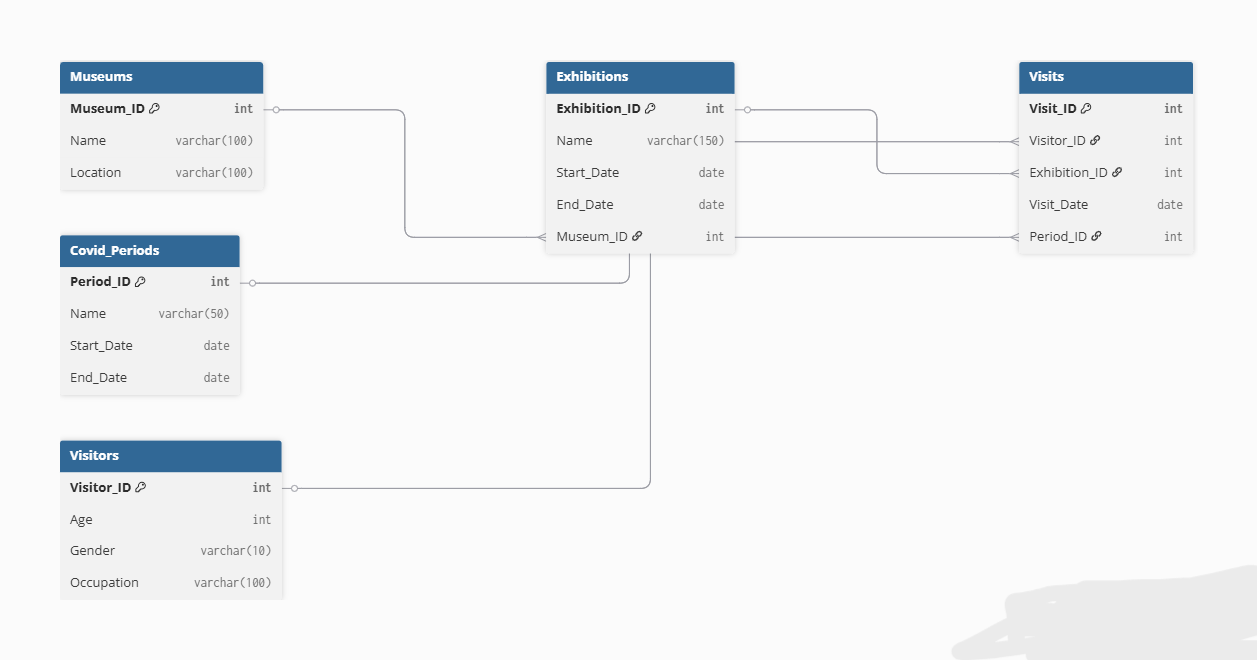 Museums
Museum_ID int
Name varchar(100)
Location varchar(100)
Covid_Periods
Period_ID int
Name varchar(50)
Start_Date date
End_Date date
Visitors
Visitor_ID int
Age int
Gender varchar(10)
Occupation varchar(100)
Exhibitions
Exhibition_ID int
Name varchar(150)
Start_Date date
End_Date date
Museum_ID int
Visits
Visit_ID int
Visitor_ID int
Exhibition_ID int
Visit_Date date
Period_ID int